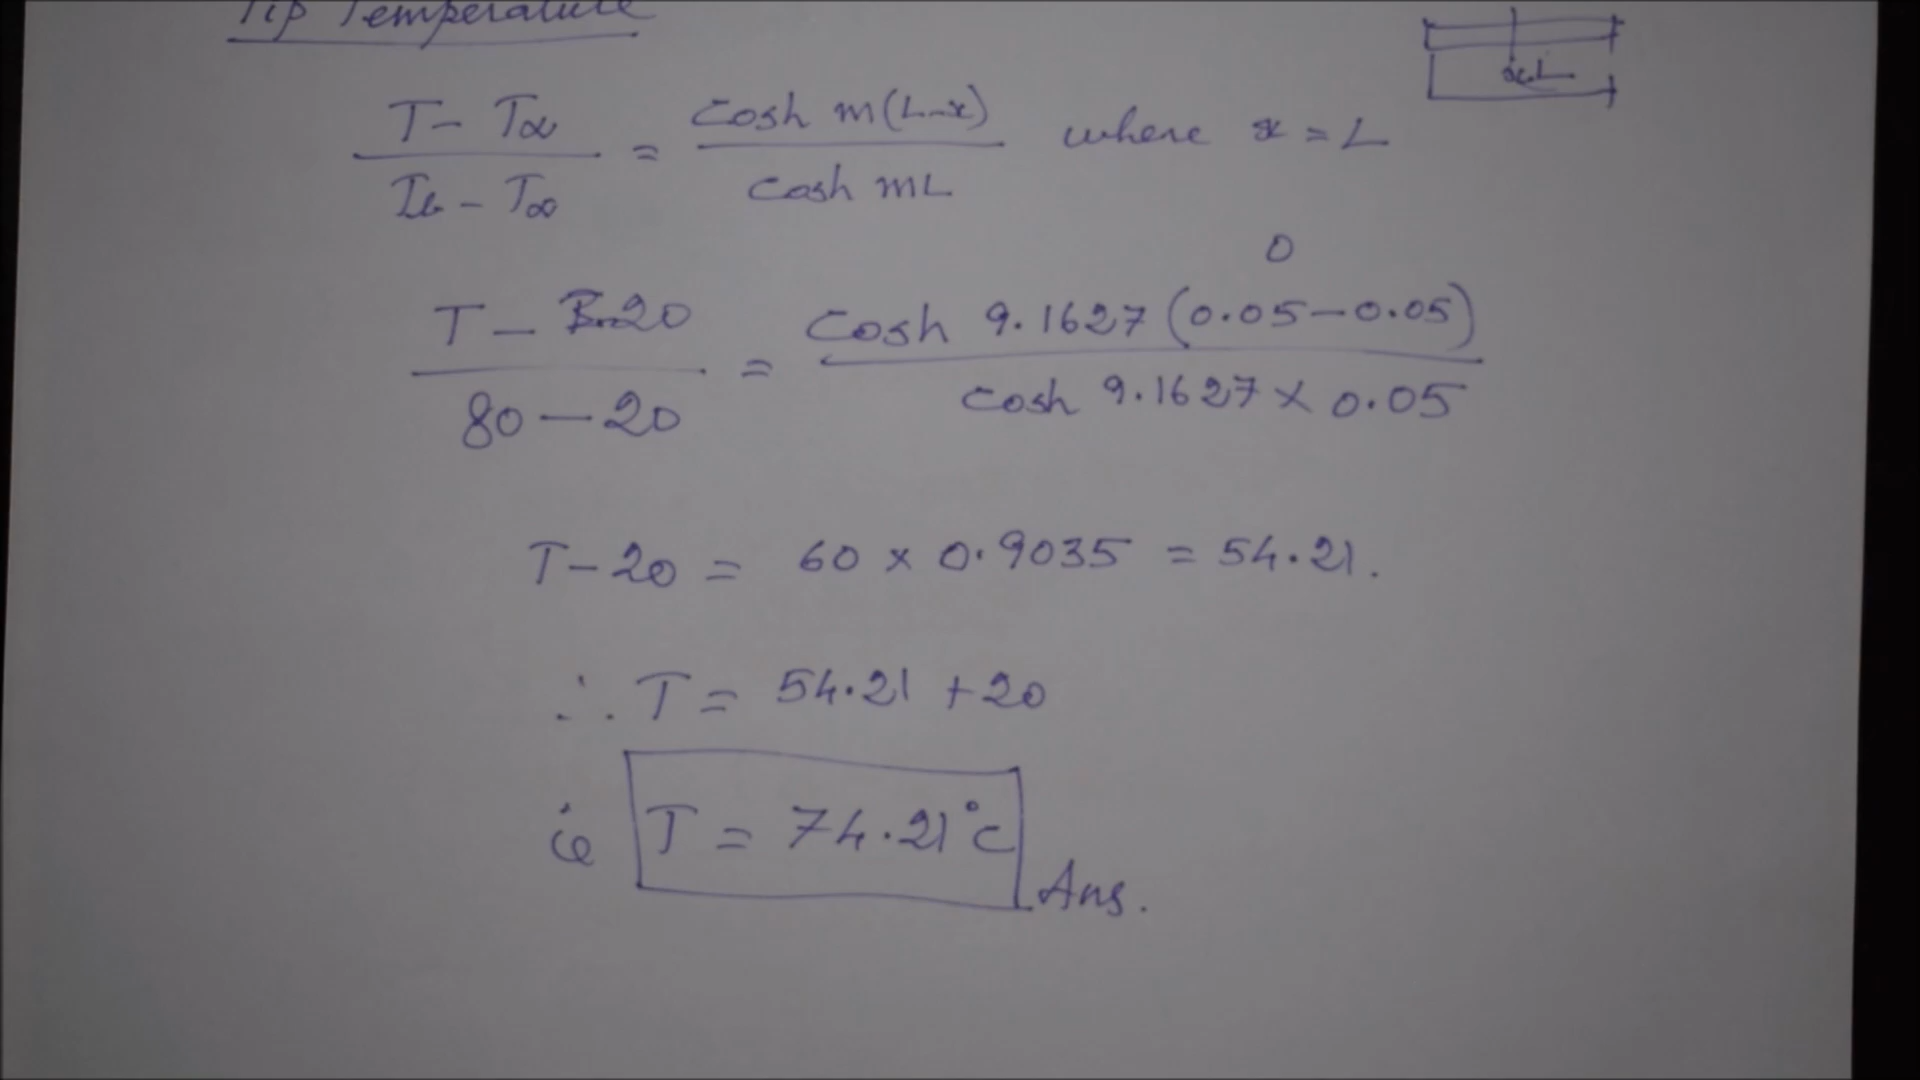 Tip Temperature
T - T∞ / Tb - T∞ = Cosh m(L-x) / Cosh mL where x = L
x L
0
T - 20 / 80 - 20 = Cosh 9.1627 (0.05-0.05) / Cosh 9.1627 × 0.05
T - 20 = 60 × 0.9035 = 54.21.
∴ T = 54.21 + 20
ie T = 74.21°C Ans.